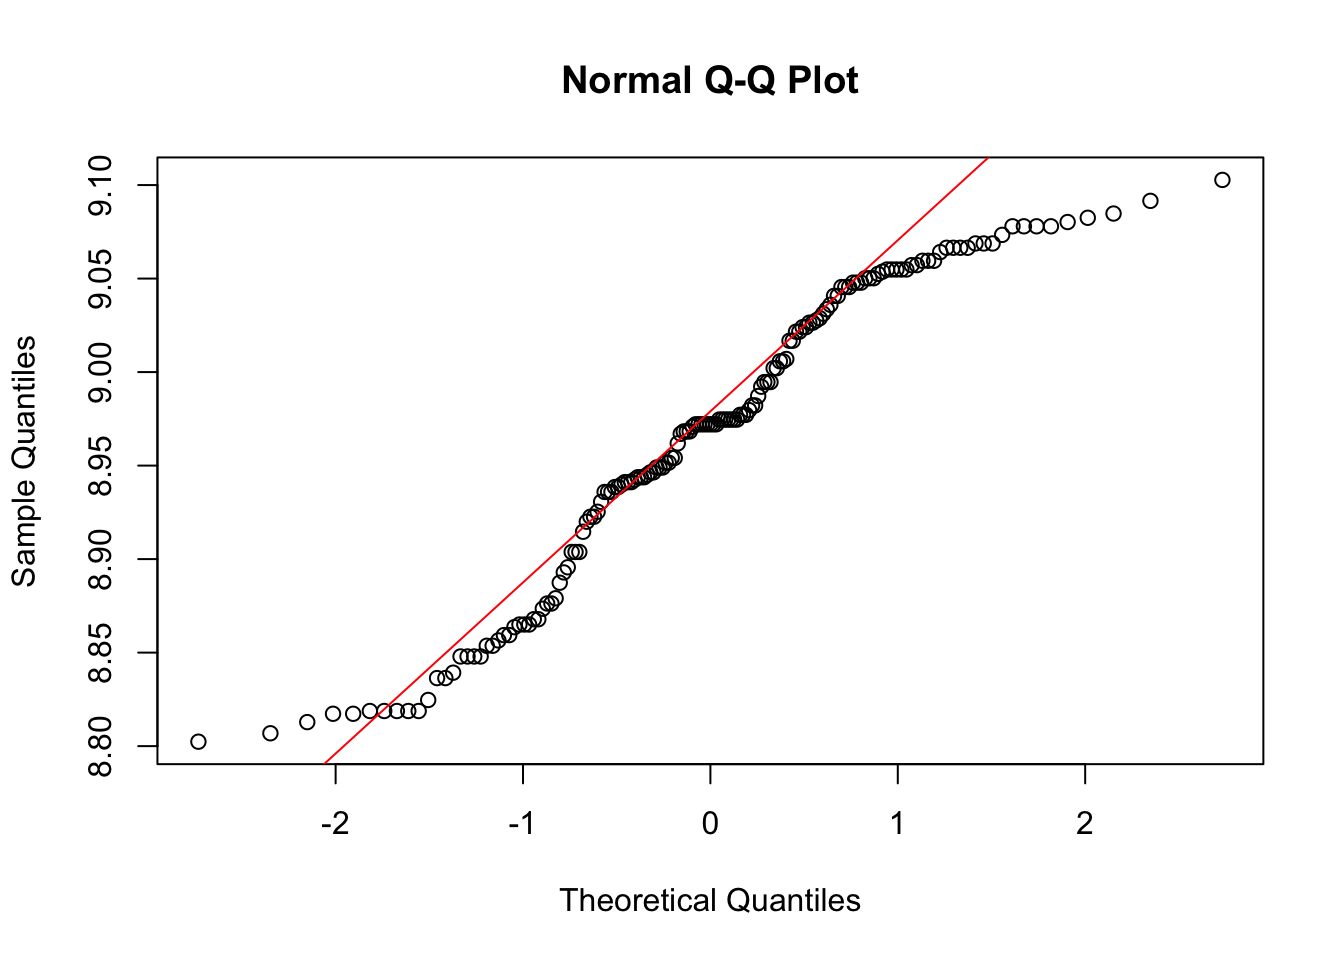 Normal Q-Q Plot
Sample Quantiles
9.10
9.05
9.00
8.95
8.90
8.85
8.80
-2 -1 0 1 2
Theoretical Quantiles